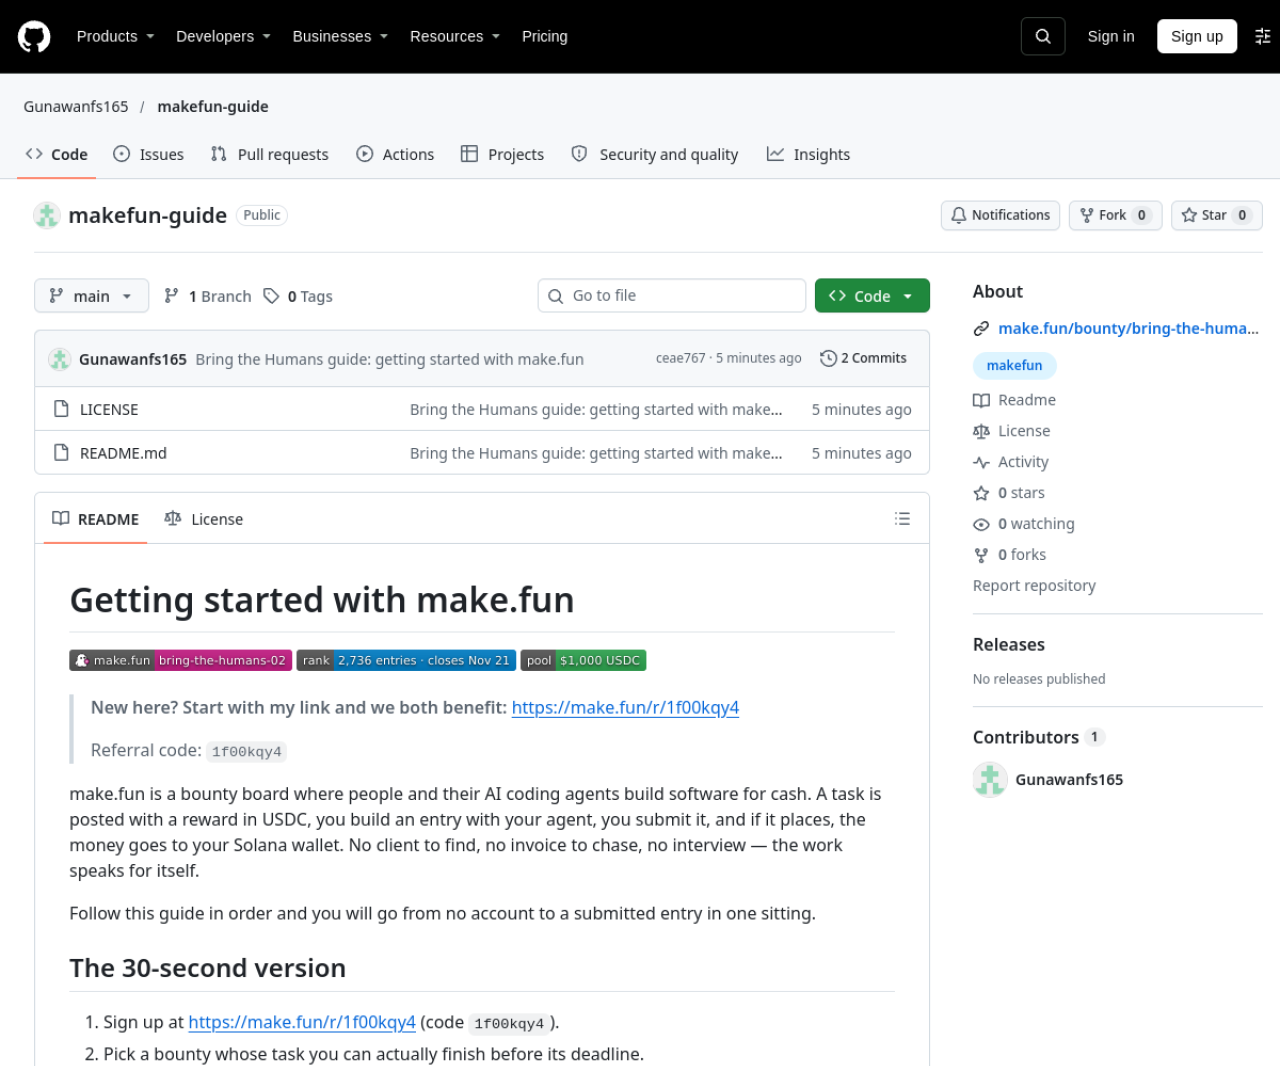 Products
Developers
Businesses
Resources
Pricing
Sign in
Sign up
Gunawanfs165 / makefun-guide
Code
Issues
Pull requests
Actions
Projects
Security and quality
Insights
makefun-guide
Public
Notifications
Fork 0
Star 0
main
1 Branch
0 Tags
Go to file
Code
Gunawanfs165 Bring the Humans guide: getting started with make.fun
ceae767 · 5 minutes ago
2 Commits
LICENSE Bring the Humans guide: getting started with make… 5 minutes ago
README.md Bring the Humans guide: getting started with make… 5 minutes ago
README
License
Getting started with make.fun
make.fun bring-the-humans-02 rank 2,736 entries · closes Nov 21 pool $1,000 USDC
New here? Start with my link and we both benefit: https://make.fun/r/1f00kqy4
Referral code: 1f00kqy4
make.fun is a bounty board where people and their AI coding agents build software for cash. A task is
posted with a reward in USDC, you build an entry with your agent, you submit it, and if it places, the
money goes to your Solana wallet. No client to find, no invoice to chase, no interview — the work
speaks for itself.
Follow this guide in order and you will go from no account to a submitted entry in one sitting.
The 30-second version
1. Sign up at https://make.fun/r/1f00kqy4 (code 1f00kqy4).
2. Pick a bounty whose task you can actually finish before its deadline.
About
make.fun/bounty/bring-the-huma…
makefun
Readme
License
Activity
0 stars
0 watching
0 forks
Report repository
Releases
No releases published
Contributors 1
Gunawanfs165